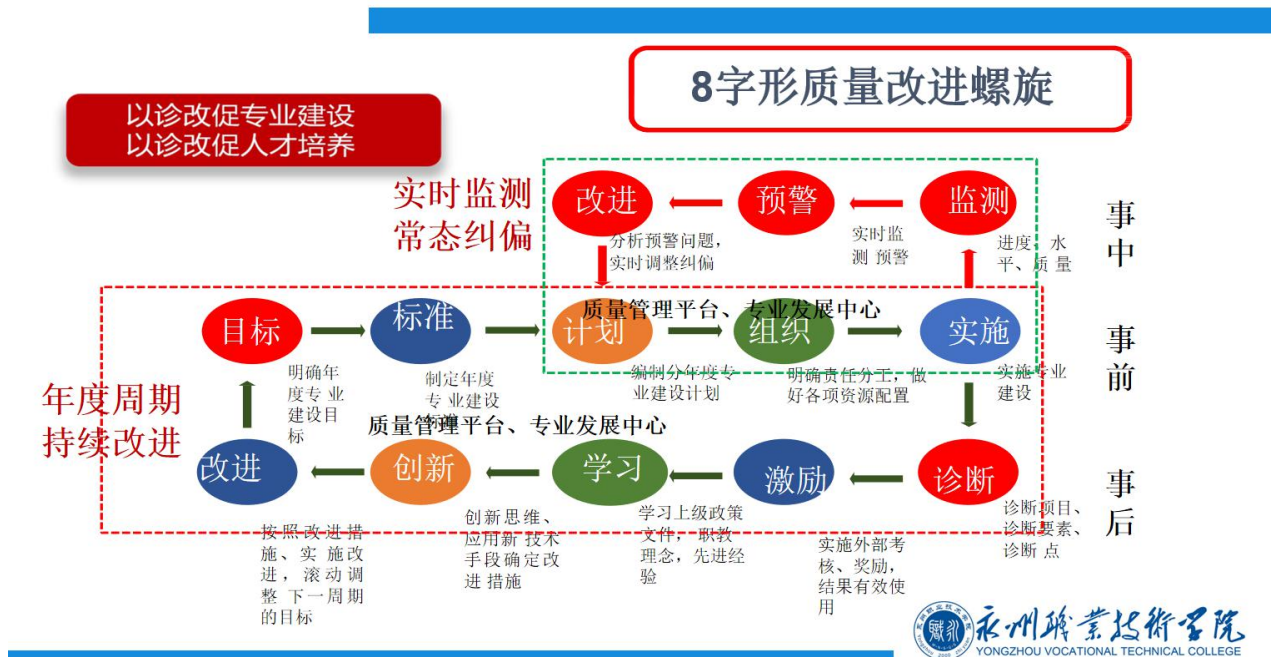 8字形质量改进螺旋
以诊改促专业建设
以诊改促人才培养
实时监测
常态纠偏
改进
预警
监测
事中
分析预警问题，
实时调整纠偏
实时监
测 预警
进度、水
平、质 量
质量管理平台、专业发展中心
目标
标准
计划
组织
实施
事前
明确年
度专 业
建设目
标
制定年度
专 业建设
标准
编制分年度专
业建设计划
明确责任分工，做
好各项资源配置
实施专业
建设
年度周期
持续改进
质量管理平台、专业发展中心
改进
创新
学习
激励
诊断
事后
按照改进措
施、实 施改
进，滚动调
整 下一周期
的目标
创新思维、
应用新 技术
手段确定改
进 措施
学习上级政策
文件， 职教
理念，先进经
验
实施外部考
核、奖励，
结果有效使
用
诊断项目、
诊断要素、
诊断 点
永州职业技术学院
YONGZHOU VOCATIONAL TECHNICAL COLLEGE